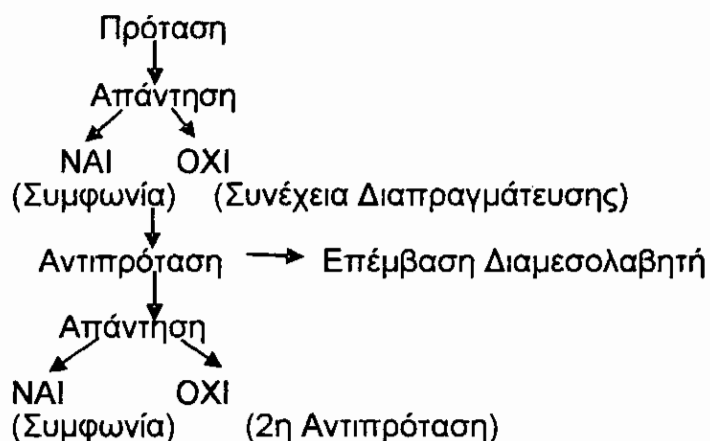 Πρόταση
Απάντηση
ΝΑΙ ΟΧΙ
(Συμφωνία) (Συνέχεια Διαπραγμάτευσης)
Αντιπρόταση Επέμβαση Διαμεσολαβητή
Απάντηση
ΝΑΙ ΟΧΙ
(Συμφωνία) (2η Αντιπρόταση)